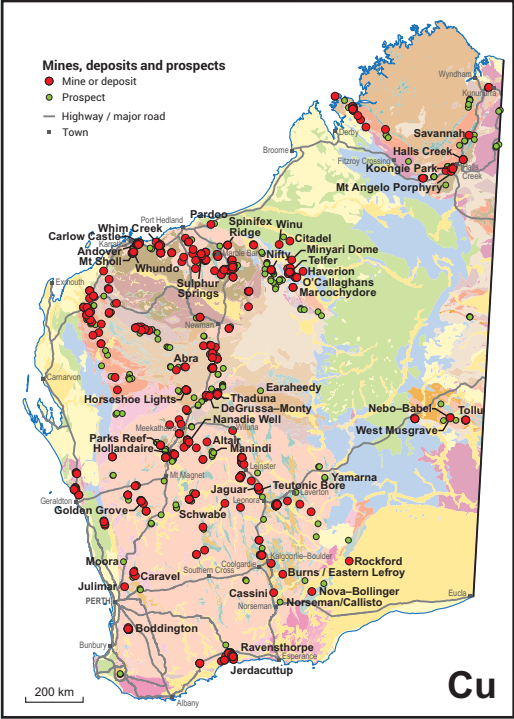 Mines, deposits and prospects
Mine or deposit
Prospect
Highway / major road
Town
Wyndham
Kununurra
Derby
Broome
Savannah
Halls Creek
Fitzroy Crossing
Koongie Park
Halls
Creek
Mt Angelo Porphyry
Pardoo
Port Hedland
Spinifex
Ridge
Winu
Whim Creek
Carlow Castle
Citadel
Andover
Minyari Dome
Mt Sholl
Marble Bar
Nifty
Telfer
Whundo
Haverion
Exmouth
Sulphur
Springs
O'Callaghans
Maroochydore
Newman
Abra
Carnarvon
Earaheedy
Horseshoe Lights
Thaduna
DeGrussa–Monty
Nebo–Babel
Tollu
Nanadie Well
West Musgrave
Meekatharra
Wiluna
Parks Reef
Altair
Hollandaire
Manindi
Leinster
Mt Magnet
Yamarna
Jaguar
Teutonic Bore
Laverton
Geraldton
Leonora
Golden Grove
Schwabe
Moora
Kalgoorlie–Boulder
Rockford
Coolgardie
Southern Cross
Caravel
Burns / Eastern Lefroy
Julimar
Cassini
Nova–Bollinger
Eucla
PERTH
Norseman
Norseman/Callisto
Boddington
Bunbury
Ravensthorpe
Esperance
Jerdacuttup
200 km
Albany
Cu